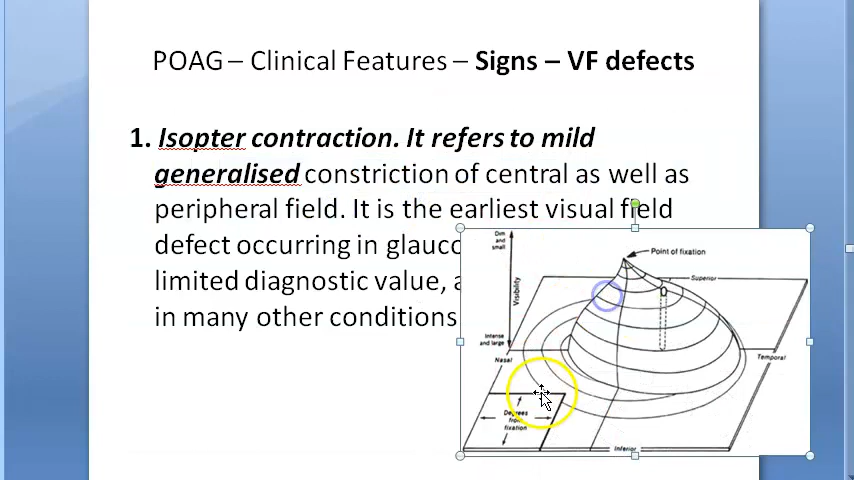 POAG – Clinical Features – Signs – VF defects
1. Isopter contraction. It refers to mild
generalised constriction of central as well as
peripheral field. It is the earliest visual field
defect occurring in glauco
limited diagnostic value, a
in many other conditions
Dim
and
small
Point of fixation
Superior
Visibility
Intense
and large
Nasal
Temporal
Degrees
from
fixation
Inferior